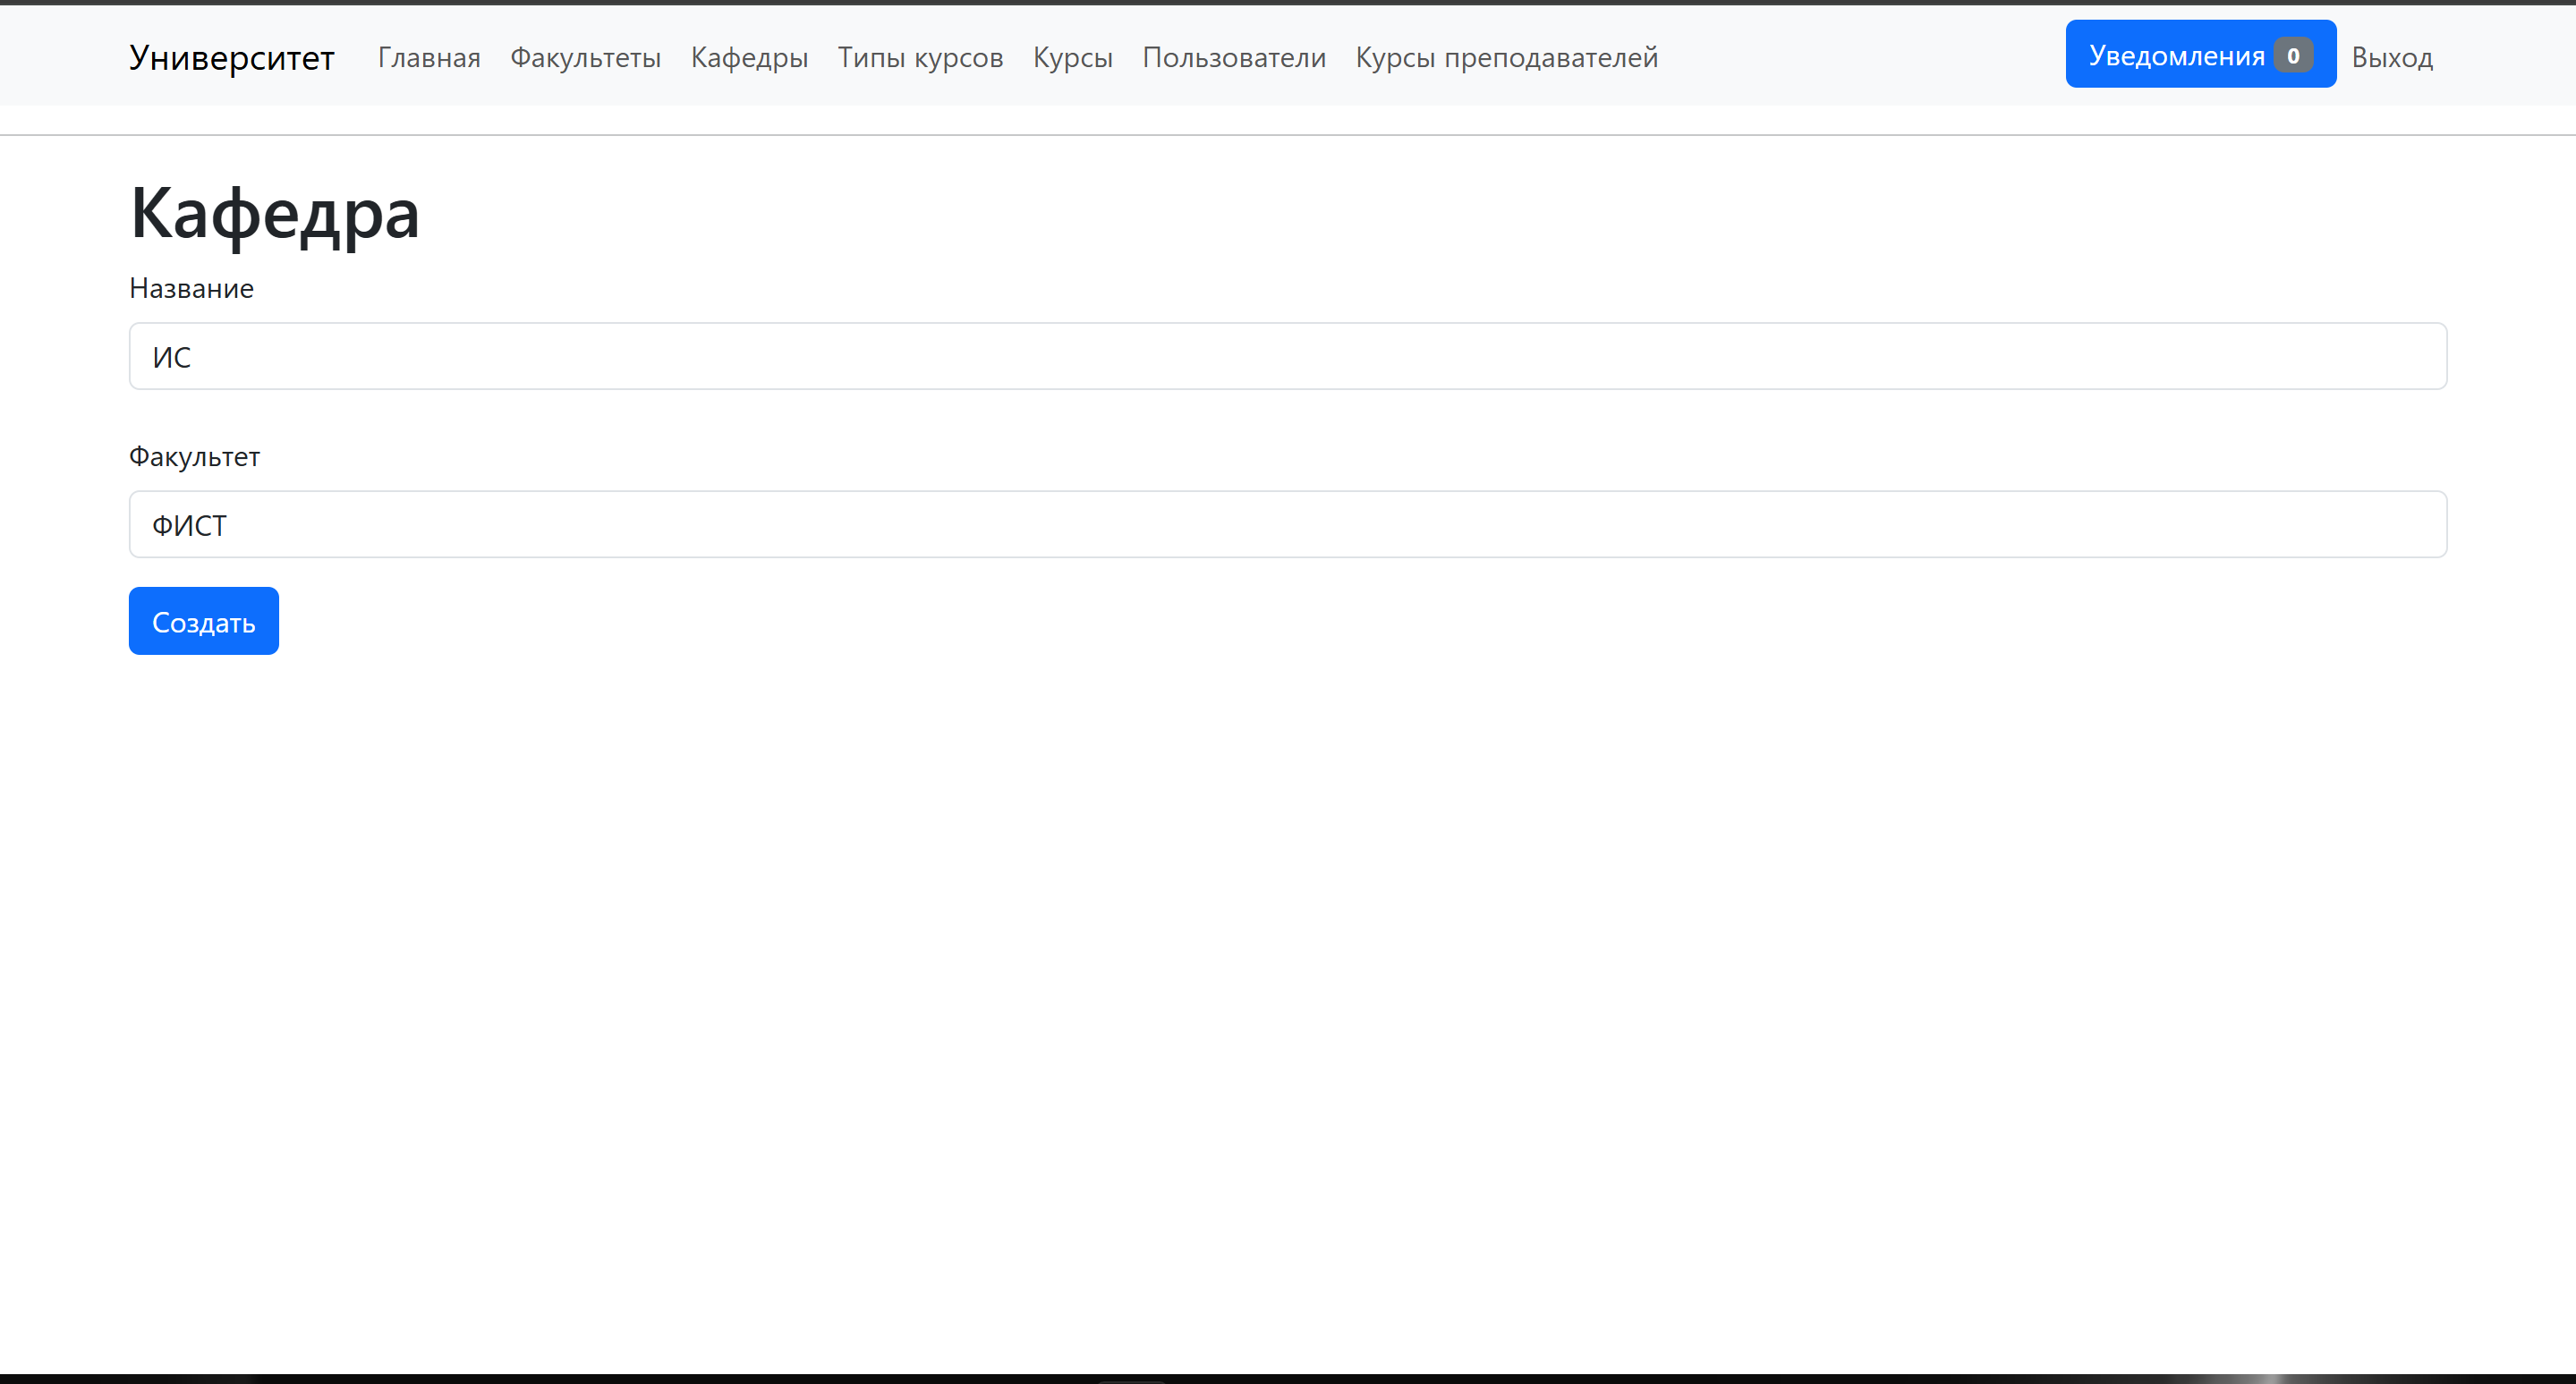 Университет Главная Факультеты Кафедры Типы курсов Курсы Пользователи Курсы преподавателей Уведомления 0 Выход
Кафедра
Название
ИС
Факультет
ФИСТ
Создать